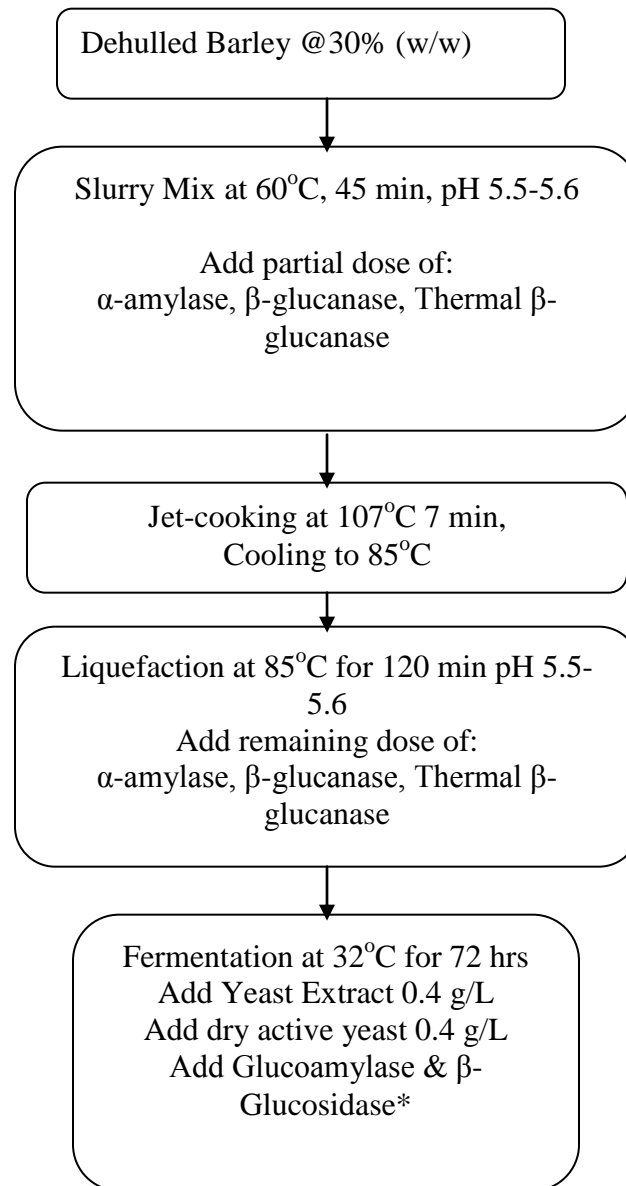 Dehulled Barley @30% (w/w)
Slurry Mix at 60°C, 45 min, pH 5.5-5.6
Add partial dose of:
α-amylase, β-glucanase, Thermal β-
glucanase
Jet-cooking at 107°C 7 min,
Cooling to 85°C
Liquefaction at 85°C for 120 min pH 5.5-
5.6
Add remaining dose of:
α-amylase, β-glucanase, Thermal β-
glucanase
Fermentation at 32°C for 72 hrs
Add Yeast Extract 0.4 g/L
Add dry active yeast 0.4 g/L
Add Glucoamylase & β-
Glucosidase*